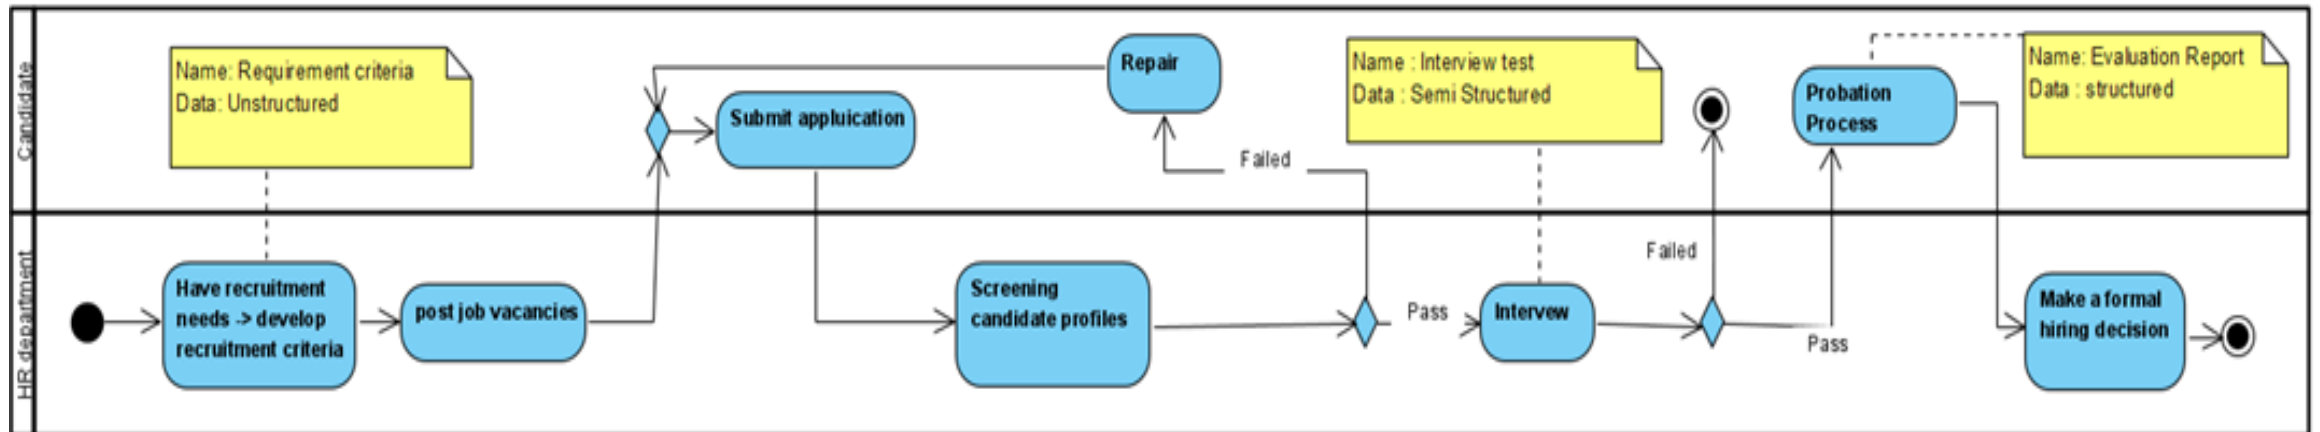 Candidate
Name: Requirement criteria
Data: Unstructured
Submit appluication
Repair
Failed
Name : Interview test
Data : Semi Structured
Probation
Process
Name: Evaluation Report
Data : structured
HR department
Have recruitment
needs -> develop
recruitment criteria
post job vacancies
Screening
candidate profiles
Pass
Intervew
Failed
Pass
Make a formal
hiring decision